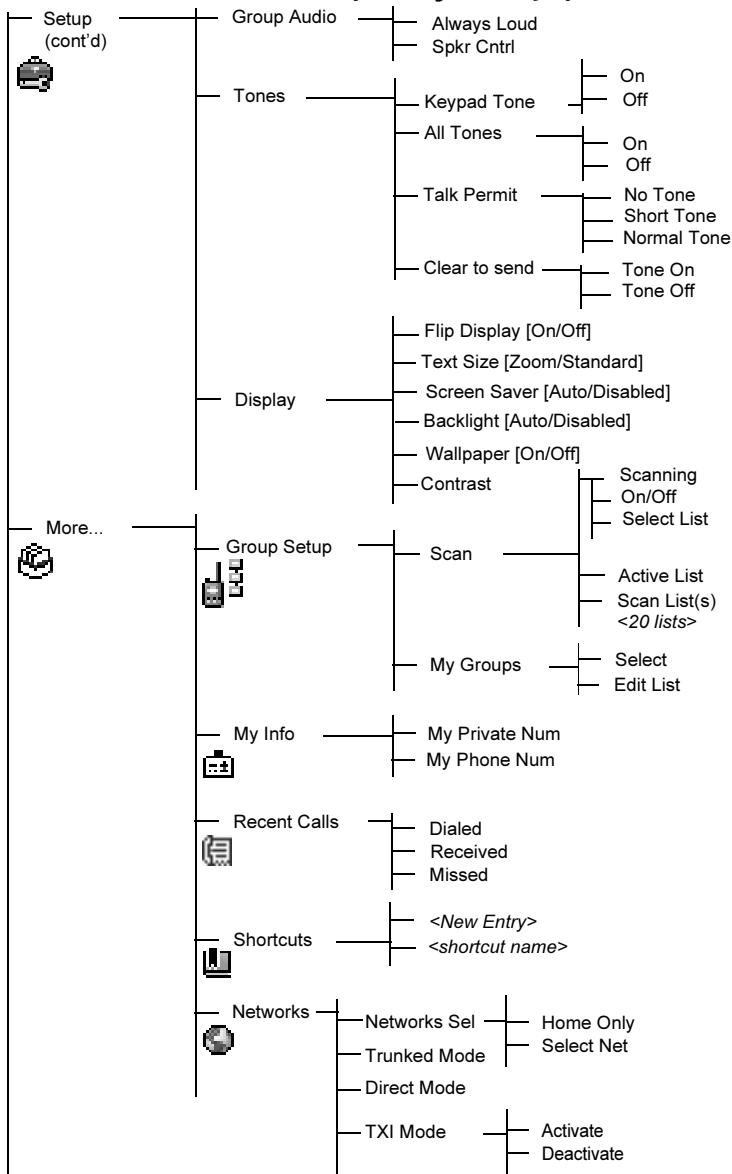 Setup
(cont'd)
Group Audio
Always Loud
Spkr Cntrl
Tones
Keypad Tone
On
Off
All Tones
On
Off
Talk Permit
No Tone
Short Tone
Normal Tone
Clear to send
Tone On
Tone Off
Display
Flip Display [On/Off]
Text Size [Zoom/Standard]
Screen Saver [Auto/Disabled]
Backlight [Auto/Disabled]
Wallpaper [On/Off]
Contrast
More...
Group Setup
Scan
Scanning
On/Off
Select List
Active List
Scan List(s)
<20 lists>
My Groups
Select
Edit List
My Info
My Private Num
My Phone Num
Recent Calls
Dialed
Received
Missed
Shortcuts
<New Entry>
<shortcut name>
Networks
Networks Sel
Home Only
Select Net
Trunked Mode
Direct Mode
TXI Mode
Activate
Deactivate